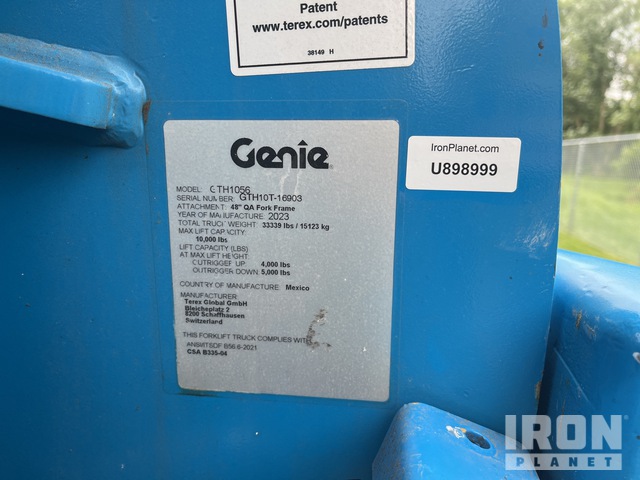 Patent
www.terex.com/patents
38149 H
Genie
IronPlanet.com
U898999
MODEL: GTH1056
SERIAL NUMBER: GTH10T-16903
ATTACHMENT: 48" QA Fork Frame
YEAR OF MANUFACTURE: 2023
TOTAL TRUCK WEIGHT: 33339 lbs / 15123 kg
MAX LIFT CAPACITY:
10,000 lbs
LIFT CAPACITY (LBS)
AT MAX LIFT HEIGHT:
OUTRIGGER UP: 4,000 lbs
OUTRIGGER DOWN: 5,000 lbs
COUNTRY OF MANUFACTURE: Mexico
MANUFACTURER:
Terex Global GmbH
Bleicheplatz 2
8200 Schaffhausen
Switzerland
THIS FORKLIFT TRUCK COMPLIES WITH:
ANSI/ITSDF B56.6-2021
CSA B335-04
IRON
PLANET